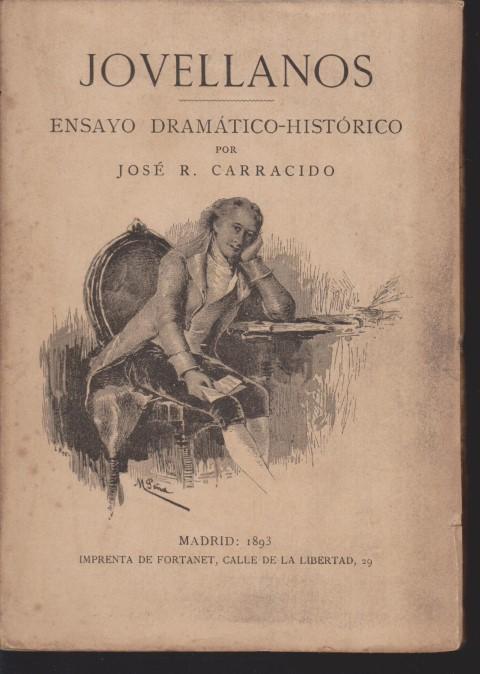 JOVELLANOS
ENSAYO DRAMÁTICO-HISTÓRICO
POR
JOSÉ R. CARRACIDO
MADRID: 1893
IMPRENTA DE FORTANET, CALLE DE LA LIBERTAD, 29